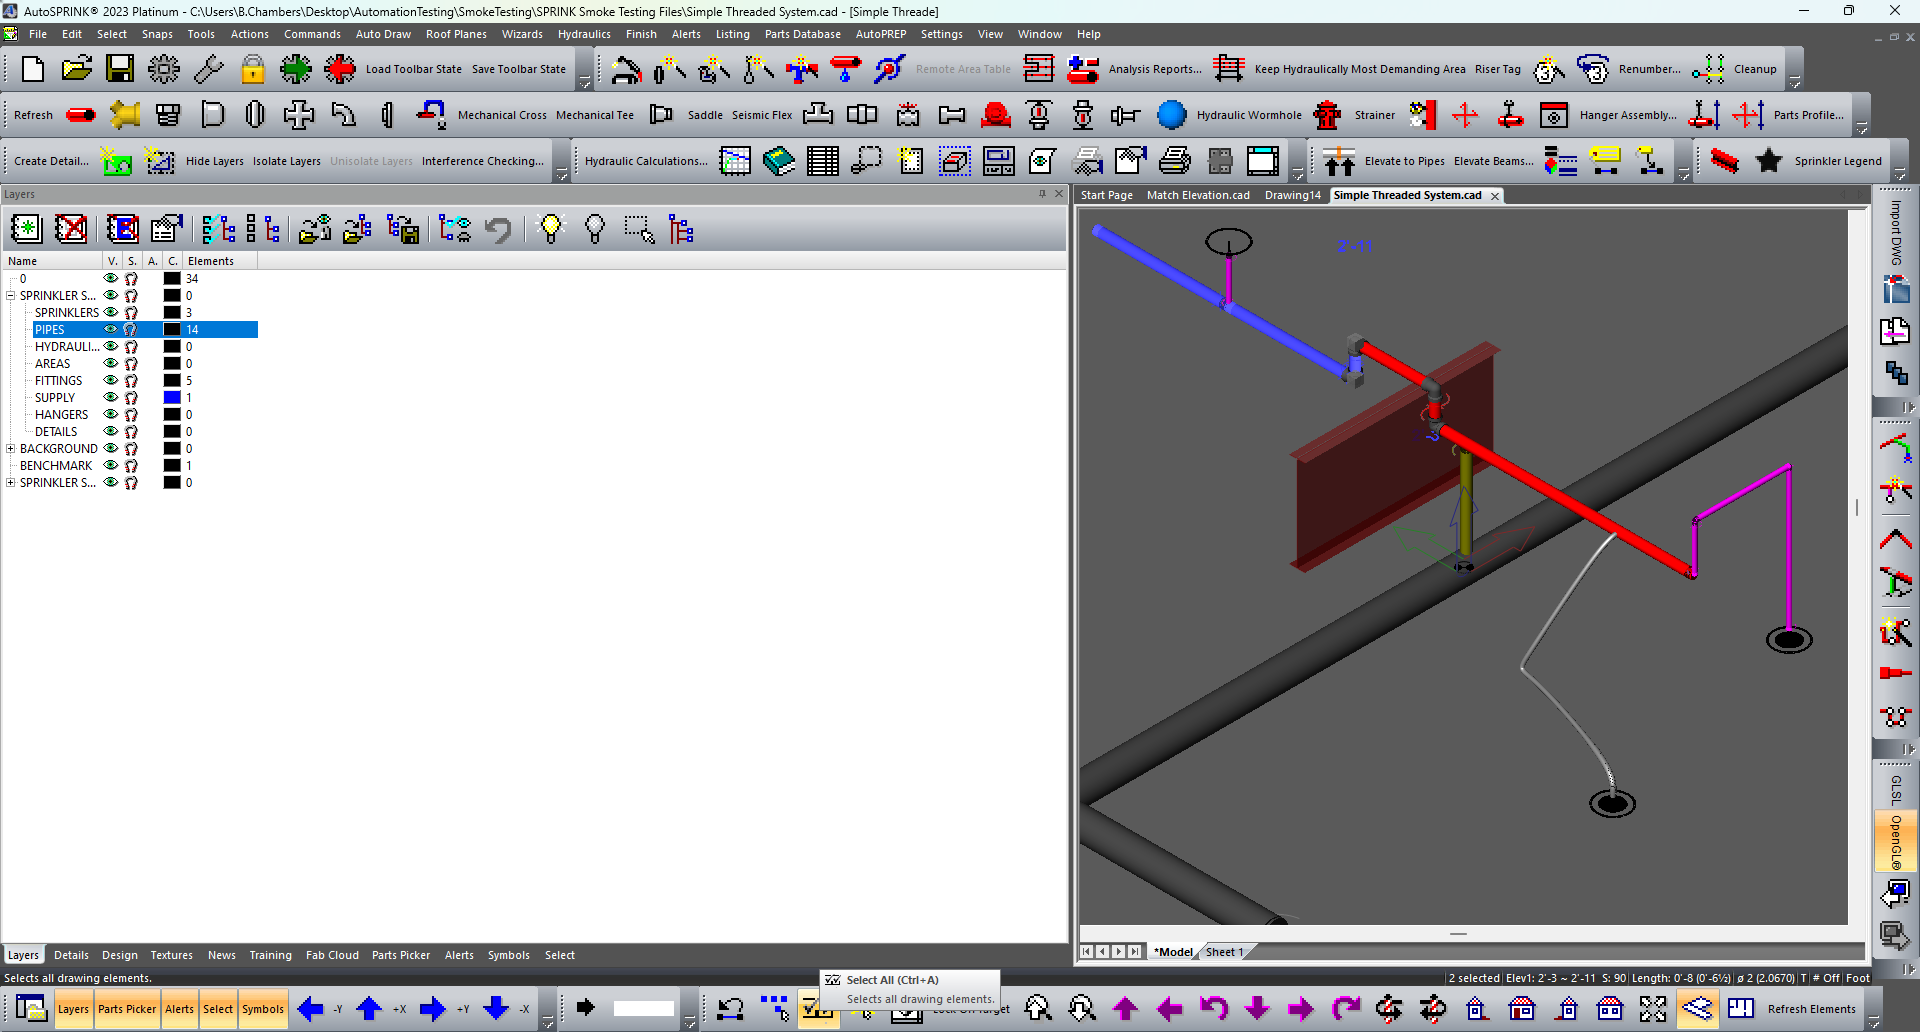 AutoSPRINK® 2023 Platinum - C:\Users\B.Chambers\Desktop\AutomationTesting\SmokeTesting\SPRINK Smoke Testing Files\Simple Threaded System.cad - [Simple Threade]
File Edit Select Snaps Tools Actions Commands Auto Draw Roof Planes Wizards Hydraulics Finish Alerts Listing Parts Database AutoPREP Settings View Window Help
Load Toolbar State Save Toolbar State Remote Area Table Analysis Reports... Keep Hydraulically Most Demanding Area Riser Tag Renumber... Cleanup
Refresh Mechanical Cross Mechanical Tee Saddle Seismic Flex Hydraulic Wormhole Strainer Hanger Assembly... Parts Profile...
Create Detail... Hide Layers Isolate Layers Unisolate Layers Interference Checking... Hydraulic Calculations... Elevate to Pipes Elevate Beams... Sprinkler Legend
Layers
Start Page Match Elevation.cad Drawing14 Simple Threaded System.cad
Name V. S. A. C. Elements
0 34
SPRINKLER S... 0
SPRINKLERS 3
PIPES 14
HYDRAULI... 0
AREAS 0
FITTINGS 5
SUPPLY 1
HANGERS 0
DETAILS 0
BACKGROUND 0
BENCHMARK 1
SPRINKLER S... 0
2'-11
Import DWG
GLSL
OpenGL®
*Model Sheet 1
Layers Details Design Textures News Training Fab Cloud Parts Picker Alerts Symbols Select
Selects all drawing elements.
2 selected Elev1: 2'-3 ~ 2'-11 S: 90 Length: 0'-8 (0'-6½) ø 2 (2.0670) T # Off Foot
Select All (Ctrl+A)
Selects all drawing elements.
Layers Parts Picker Alerts Select Symbols -Y +X +Y -X Refresh Elements